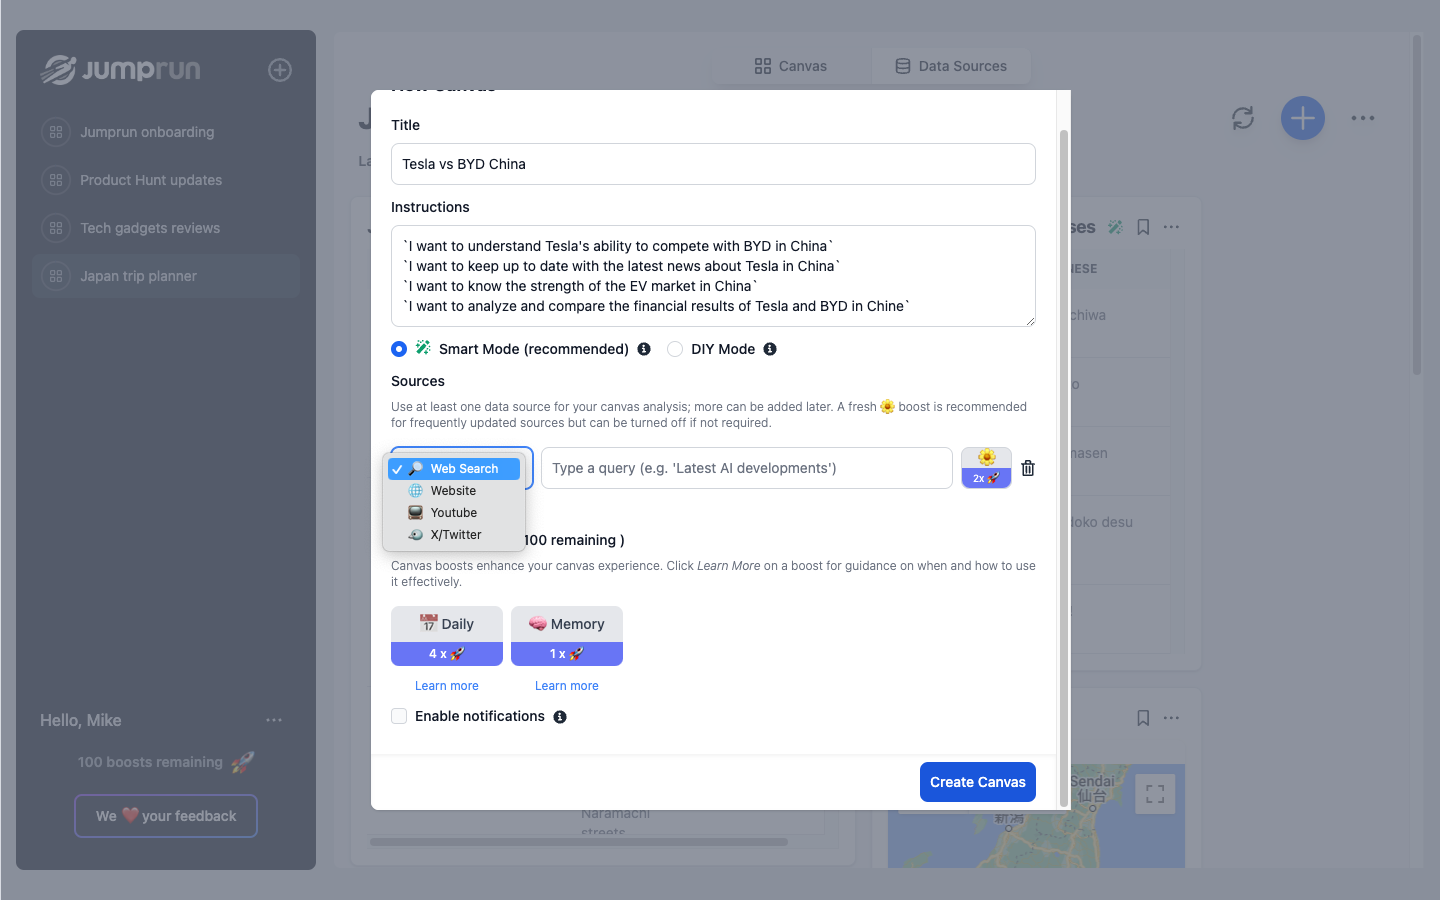 Jumprun
Jumprun onboarding
Product Hunt updates
Tech gadgets reviews
Japan trip planner
Hello, Mike
100 boosts remaining
We ❤️ your feedback
Canvas
Data Sources
New Canvas
Title
Tesla vs BYD China
Instructions
`I want to understand Tesla's ability to compete with BYD in China`
`I want to keep up to date with the latest news about Tesla in China`
`I want to know the strength of the EV market in China`
`I want to analyze and compare the financial results of Tesla and BYD in Chine`
Smart Mode (recommended)
DIY Mode
Sources
Use at least one data source for your canvas analysis; more can be added later. A fresh 🌼 boost is recommended
for frequently updated sources but can be turned off if not required.
Web Search
Website
Youtube
X/Twitter
Type a query (e.g. 'Latest AI developments')
2x 🚀
100 remaining )
Canvas boosts enhance your canvas experience. Click Learn More on a boost for guidance on when and how to use
it effectively.
📅 Daily
4 x 🚀
Learn more
🧠 Memory
1 x 🚀
Learn more
Enable notifications
Create Canvas
ses
NESE
chiwa
masen
doko desu
Naramachi
streets
Sendai
仙台
新潟